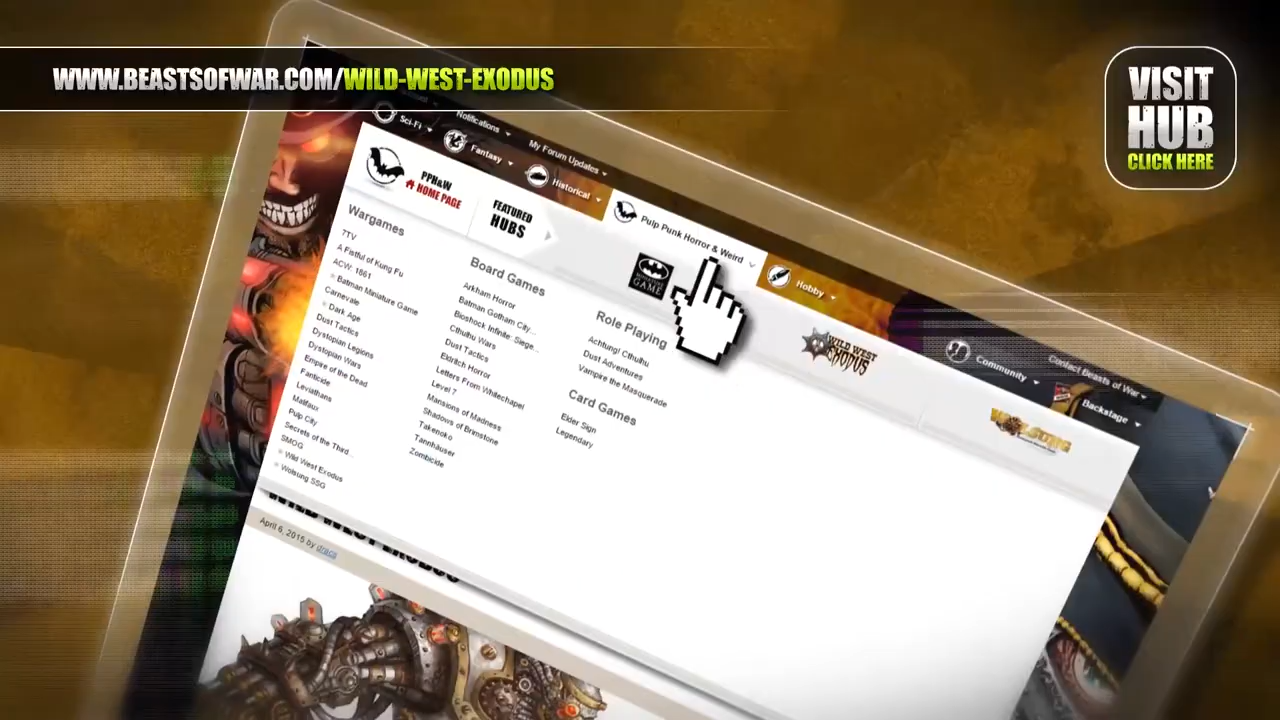 WWW.BEASTSOFWAR.COM/WILD-WEST-EXODUS
VISIT
HUB
CLICK HERE
Notifications
My Forum Updates
Sci-Fi
Fantasy
Historical
Pulp Punk Horror & Weird
Hobby
Community
Contact Beasts of War
Backstage
PPH&W
HOME PAGE
FEATURED
HUBS
GAME
WILD WEST
EXODUS
WOLSUNG
Wargames
7TV
A Fistful of Kung Fu
ACW: 1861
Batman Miniature Game
Carnevale
Dark Age
Dust Tactics
Dystopian Legions
Dystopian Wars
Empire of the Dead
Fanticide
Leviathans
Malifaux
Pulp City
Secrets of the Third...
SMOG
Wild West Exodus
Wolsung SSG
Board Games
Arkham Horror
Batman Gotham City...
Bioshock Infinite: Siege...
Cthulhu Wars
Dust Tactics
Eldritch Horror
Letters From Whitechapel
Level 7
Mansions of Madness
Shadows of Brimstone
Takenoko
Tannhäuser
Zombicide
Role Playing
Achtung! Cthulhu
Dust Adventures
Vampire the Masquerade
Card Games
Elder Sign
Legendary
WILD WEST EXODUS
April 6, 2015 by dracs